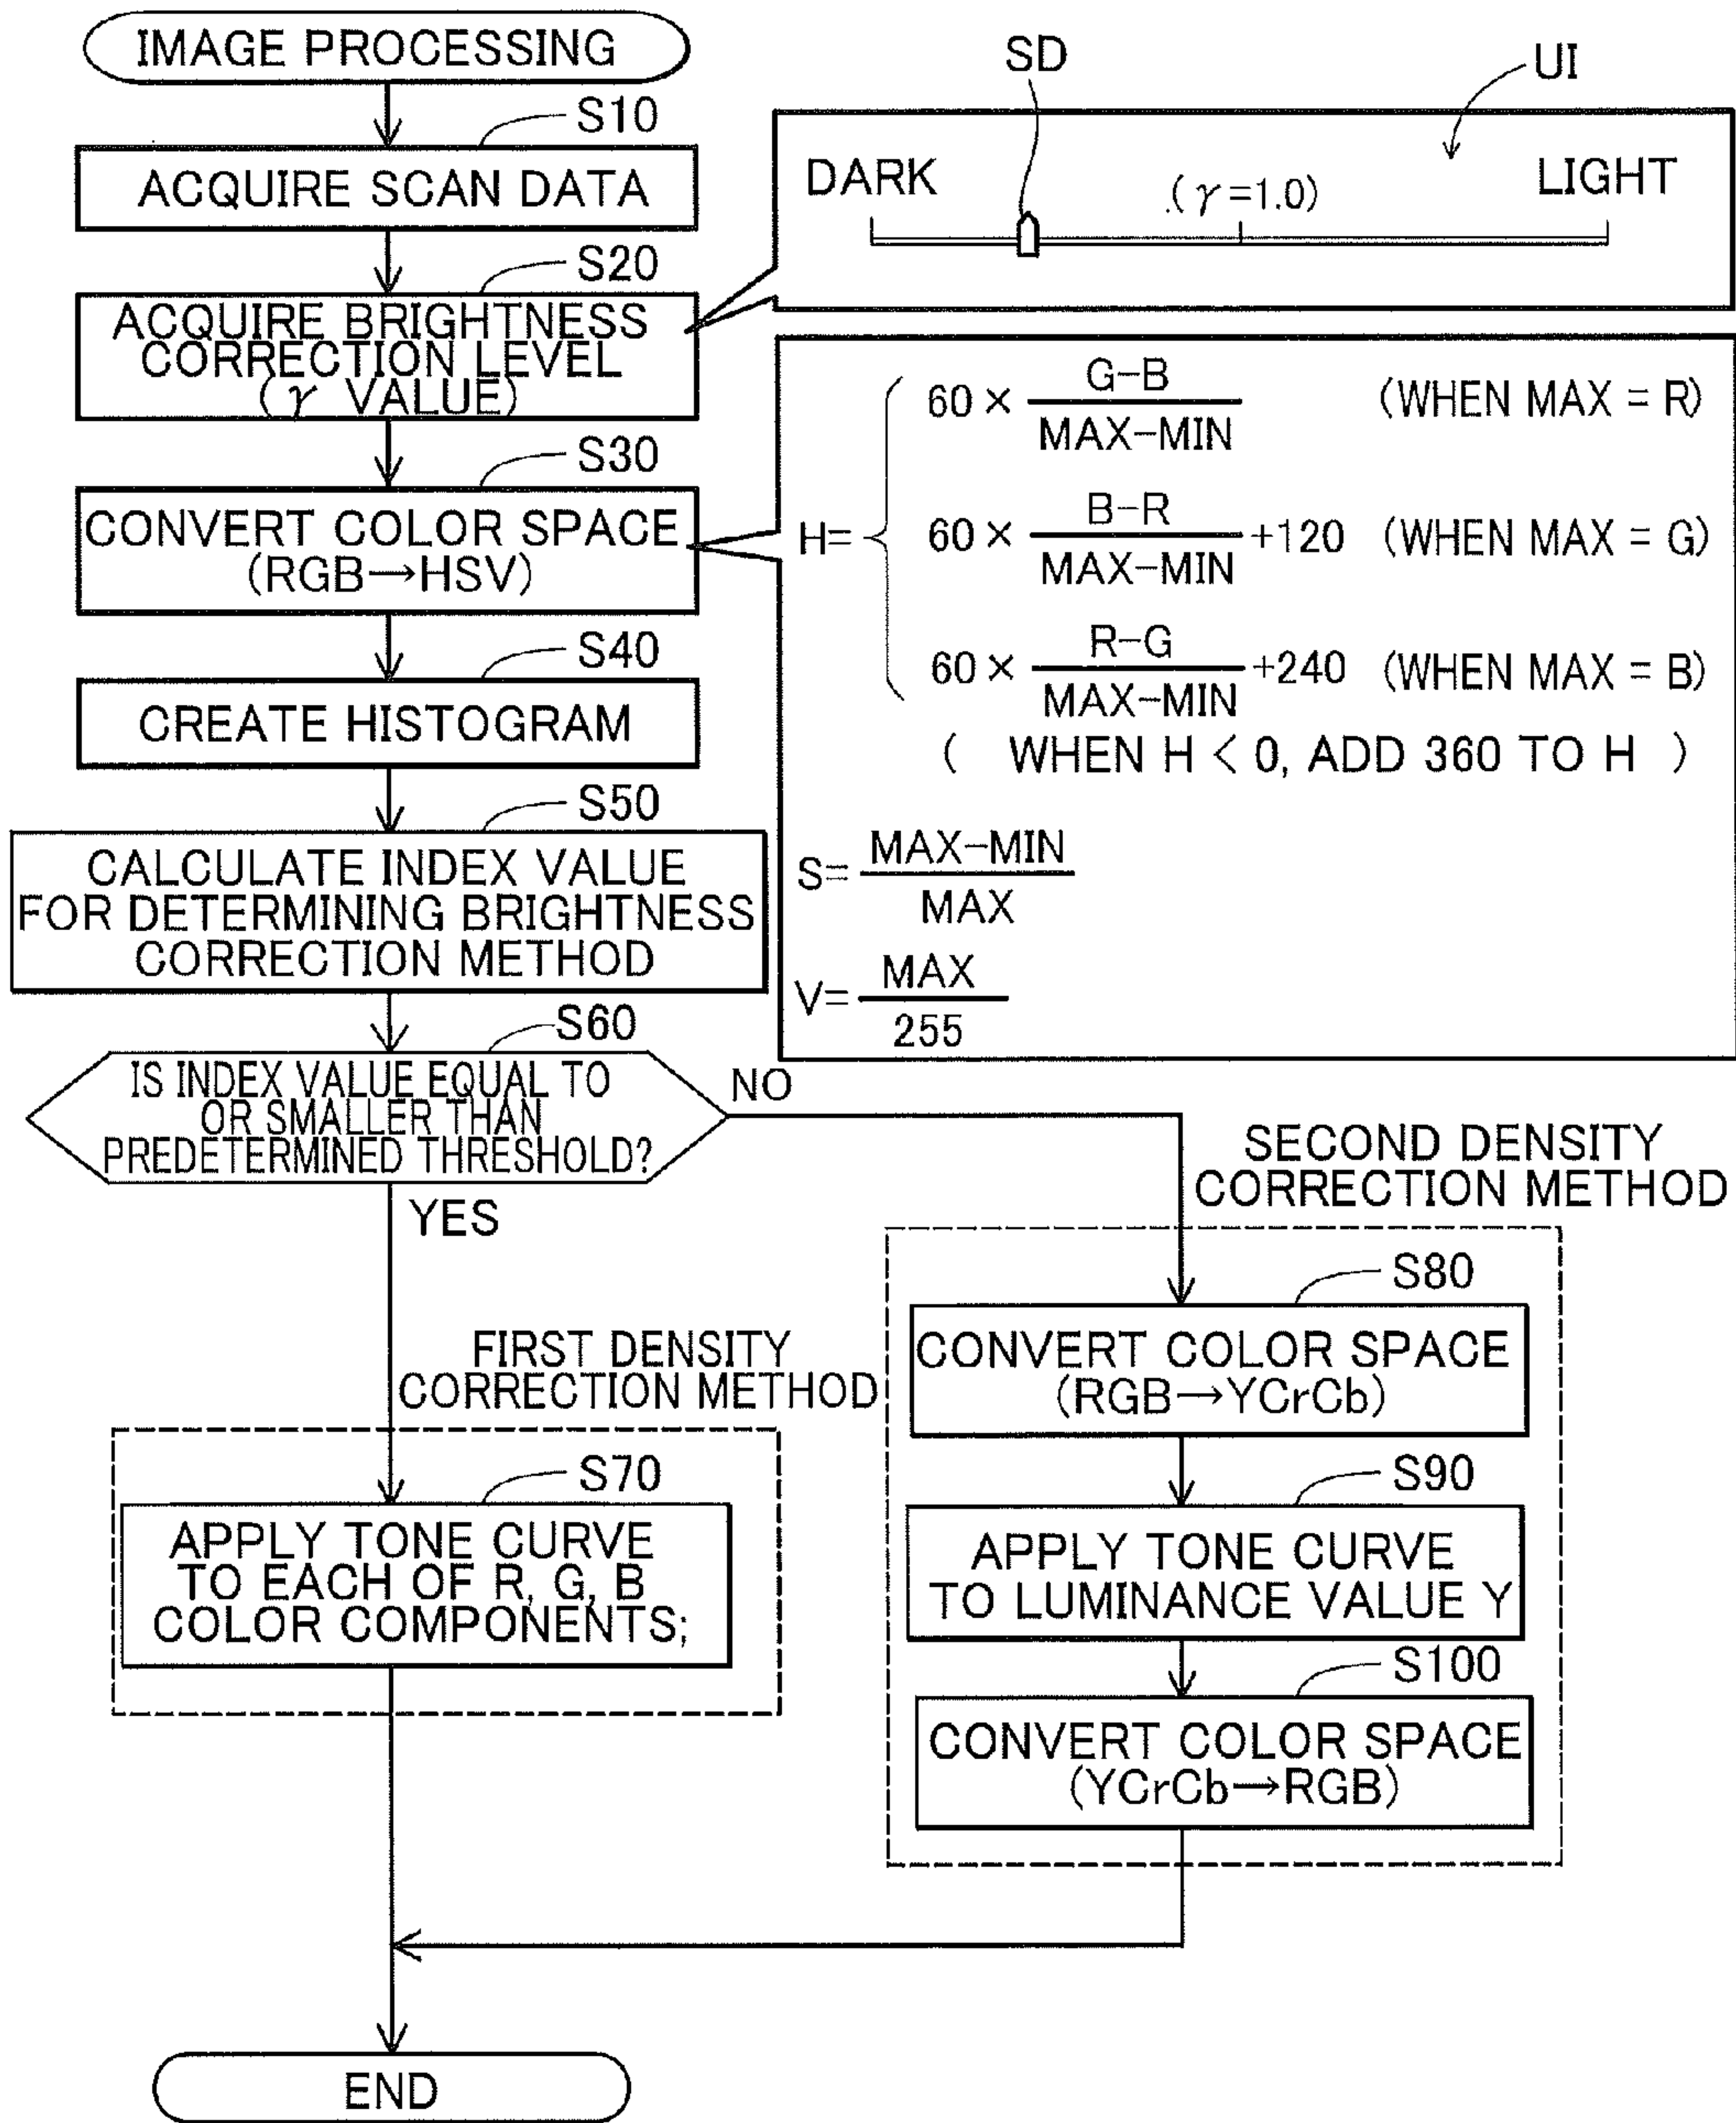 IMAGE PROCESSING
S10
ACQUIRE SCAN DATA
S20
ACQUIRE BRIGHTNESS
CORRECTION LEVEL
(γ VALUE)
SD
UI
DARK
(γ=1.0)
LIGHT
S30
CONVERT COLOR SPACE
(RGB→HSV)
H=
60 × G-B / MAX-MIN (WHEN MAX = R)
60 × B-R / MAX-MIN +120 (WHEN MAX = G)
60 × R-G / MAX-MIN +240 (WHEN MAX = B)
( WHEN H < 0, ADD 360 TO H )
S= MAX-MIN / MAX
V= MAX / 255
S40
CREATE HISTOGRAM
S50
CALCULATE INDEX VALUE
FOR DETERMINING BRIGHTNESS
CORRECTION METHOD
S60
IS INDEX VALUE EQUAL TO
OR SMALLER THAN
PREDETERMINED THRESHOLD?
NO
YES
FIRST DENSITY
CORRECTION METHOD
S70
APPLY TONE CURVE
TO EACH OF R, G, B
COLOR COMPONENTS;
SECOND DENSITY
CORRECTION METHOD
S80
CONVERT COLOR SPACE
(RGB→YCrCb)
S90
APPLY TONE CURVE
TO LUMINANCE VALUE Y
S100
CONVERT COLOR SPACE
(YCrCb→RGB)
END